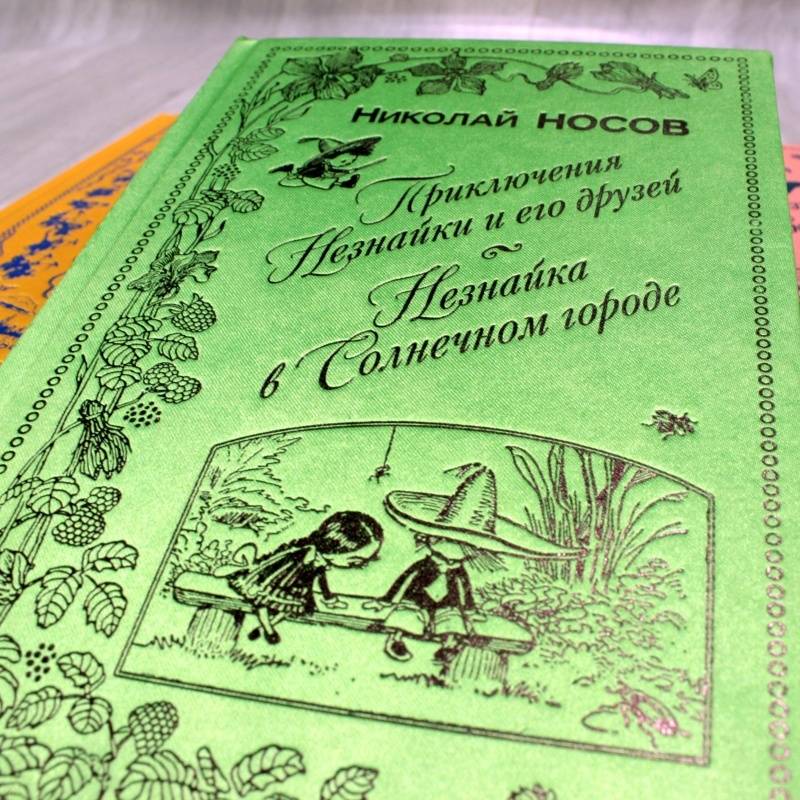 Николай НОСОВ
Приключения
Незнайки и его друзей
~
Незнайка
в Солнечном городе